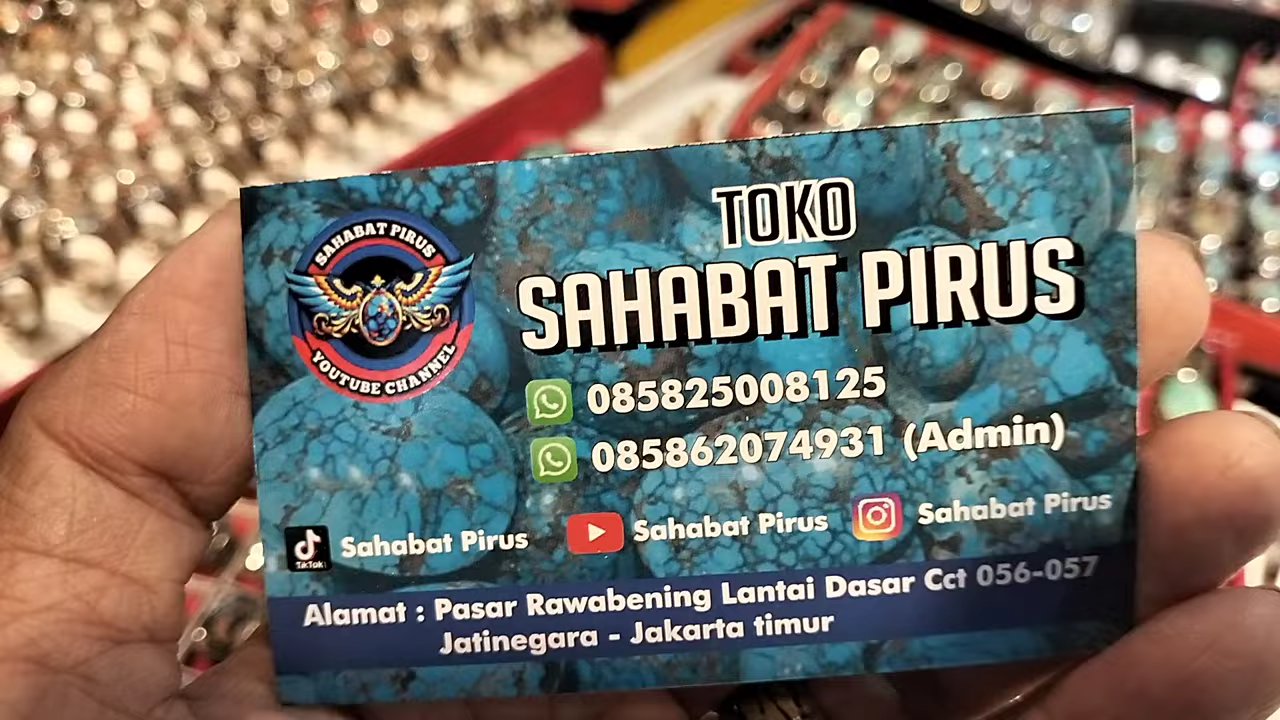 SAHABAT PIRUS
YOUTUBE CHANNEL
TOKO
SAHABAT PIRUS
085825008125
085862074931 (Admin)
TikTok
Sahabat Pirus
Sahabat Pirus
Sahabat Pirus
Alamat : Pasar Rawabening Lantai Dasar Cct 056-057
Jatinegara - Jakarta timur